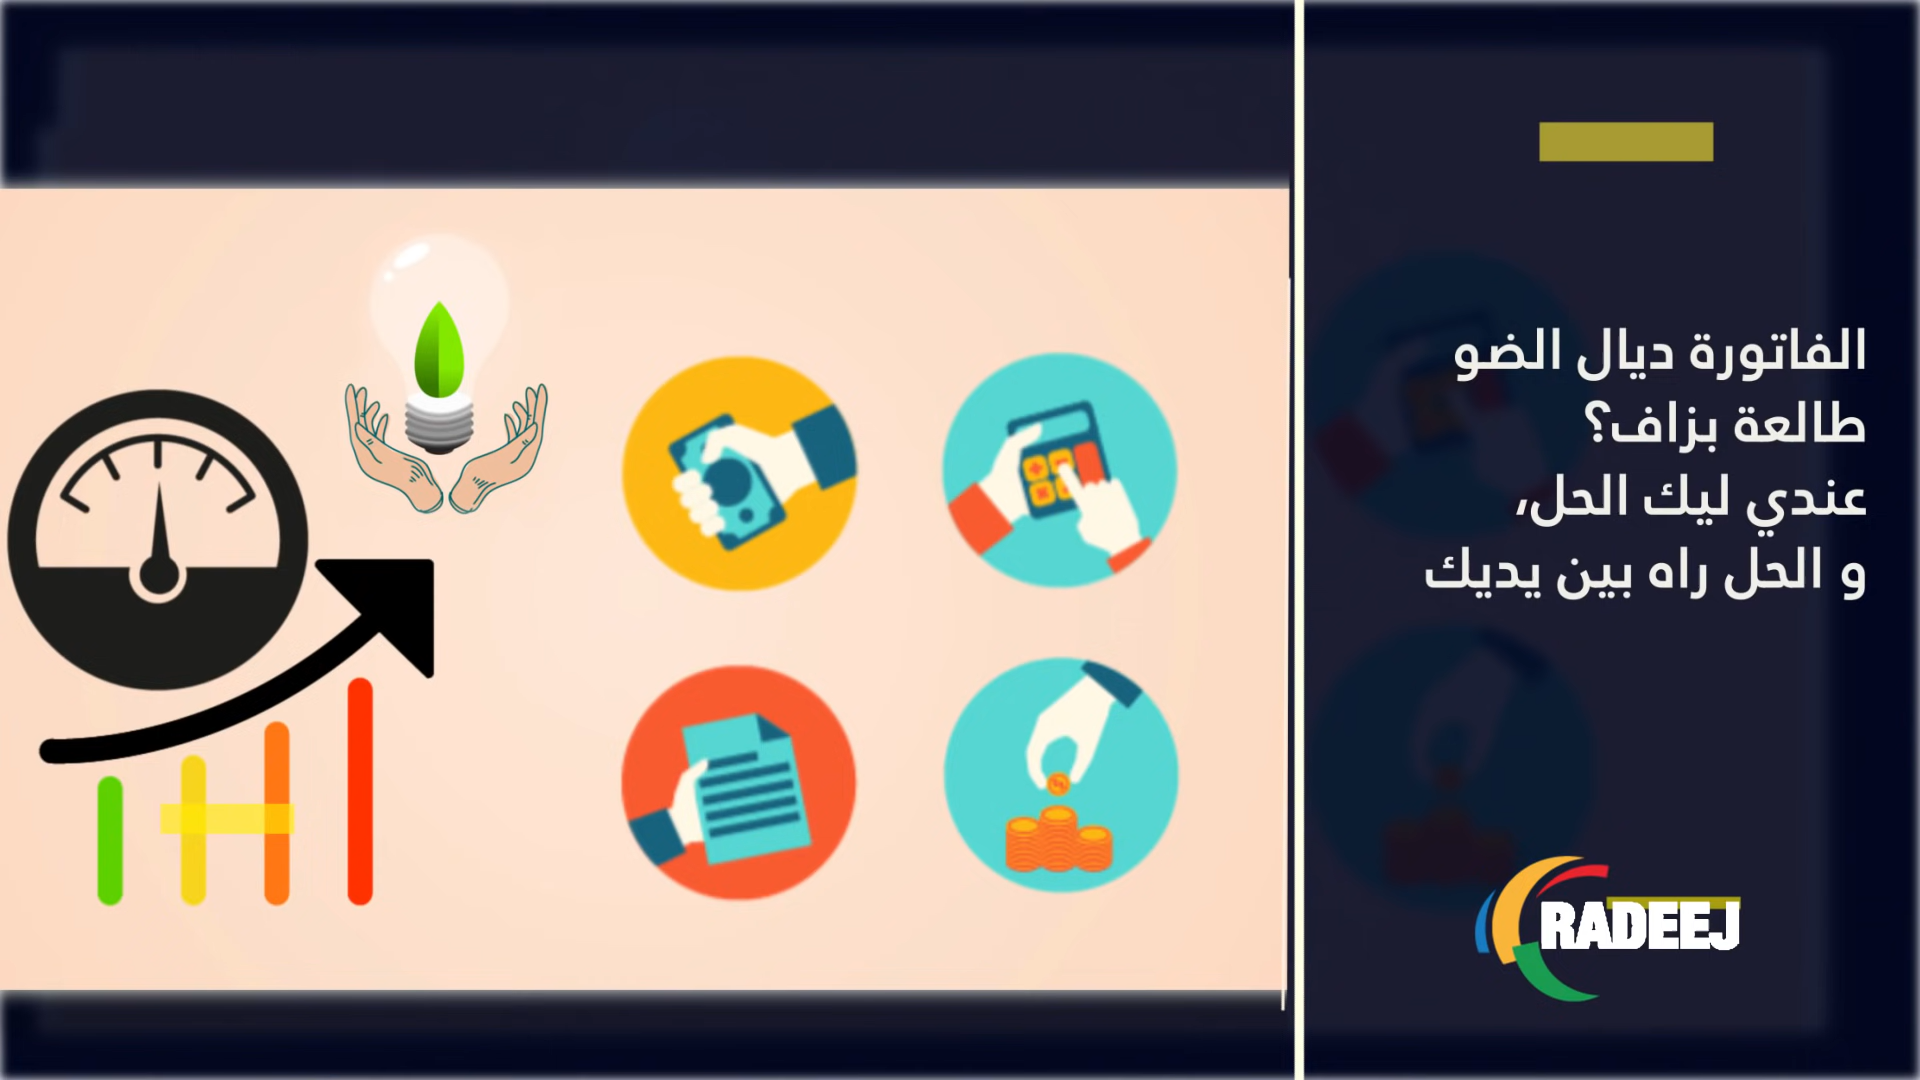 الفاتورة ديال الضو
طالعة بزاف؟
عندي ليك الحل،
و الحل راه بين يديك
RADEEJ